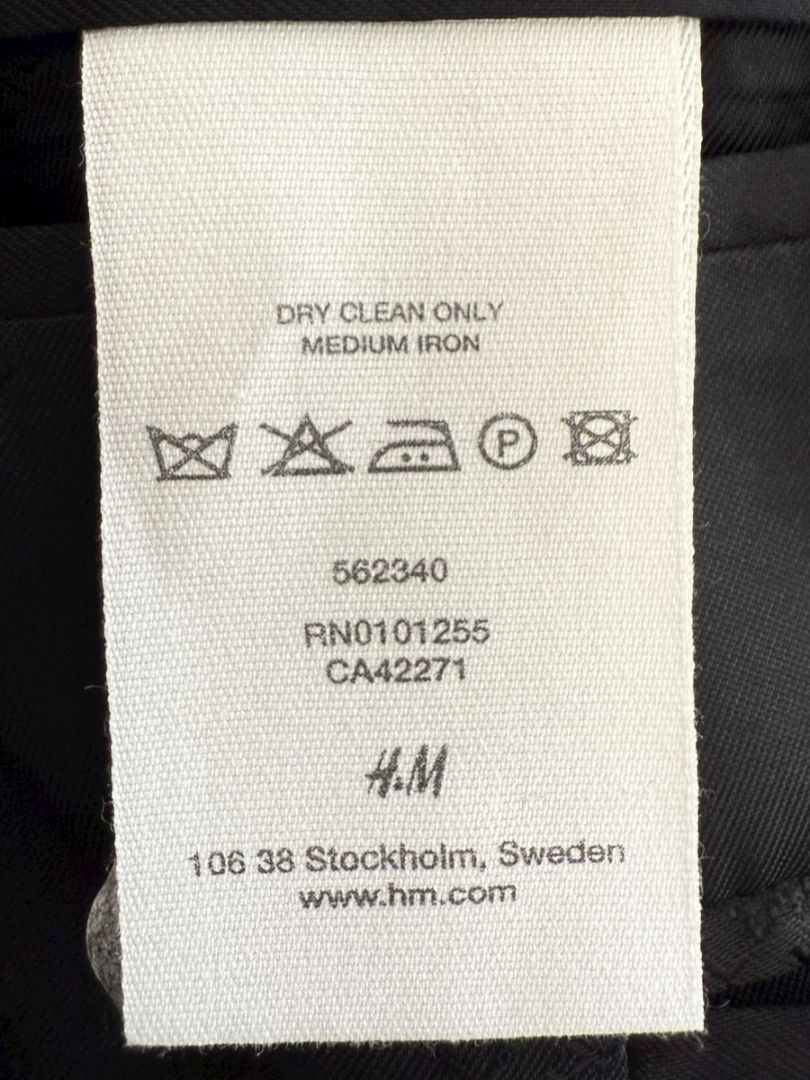 DRY CLEAN ONLY
MEDIUM IRON
P
562340
RN0101255
CA42271
H&M
106 38 Stockholm, Sweden
www.hm.com